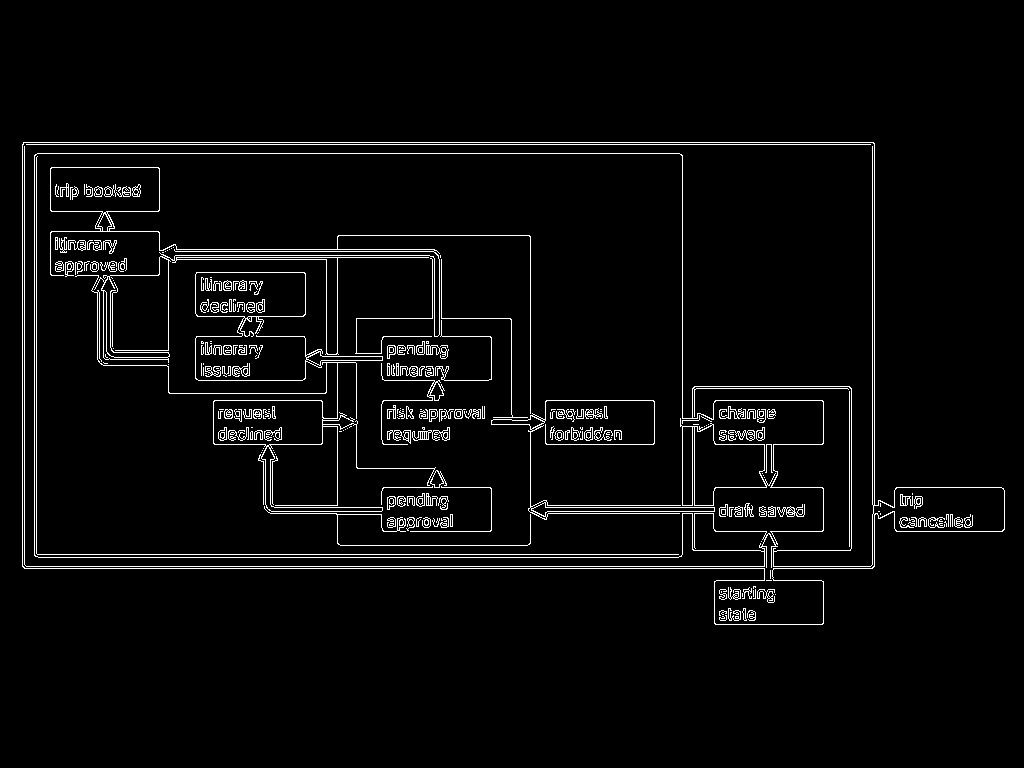 trip booked
itinerary
approved
itinerary
declined
itinerary
issued
pending
itinerary
request
declined
risk approval
required
request
forbidden
change
saved
pending
approval
draft saved
trip
cancelled
starting
state